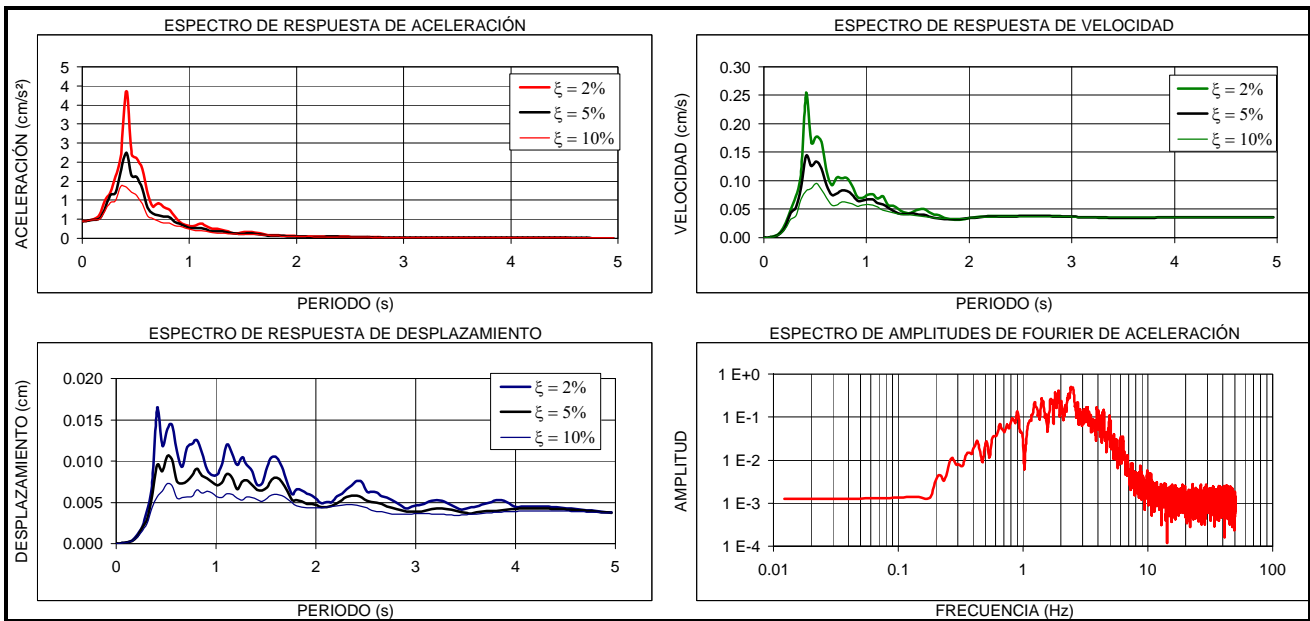 ESPECTRO DE RESPUESTA DE ACELERACIÓN
ACELERACIÓN (cm/s²)
5
4
4
3
3
2
2
1
1
0
0 1 2 3 4 5
PERIODO (s)
ξ = 2%
ξ = 5%
ξ = 10%
ESPECTRO DE RESPUESTA DE VELOCIDAD
VELOCIDAD (cm/s)
0.30
0.25
0.20
0.15
0.10
0.05
0.00
0 1 2 3 4 5
PERIODO (s)
ξ = 2%
ξ = 5%
ξ = 10%
ESPECTRO DE RESPUESTA DE DESPLAZAMIENTO
DESPLAZAMIENTO (cm)
0.020
0.015
0.010
0.005
0.000
0 1 2 3 4 5
PERIODO (s)
ξ = 2%
ξ = 5%
ξ = 10%
ESPECTRO DE AMPLITUDES DE FOURIER DE ACELERACIÓN
AMPLITUD
1 E+0
1 E-1
1 E-2
1 E-3
1 E-4
0.01 0.1 1 10 100
FRECUENCIA (Hz)